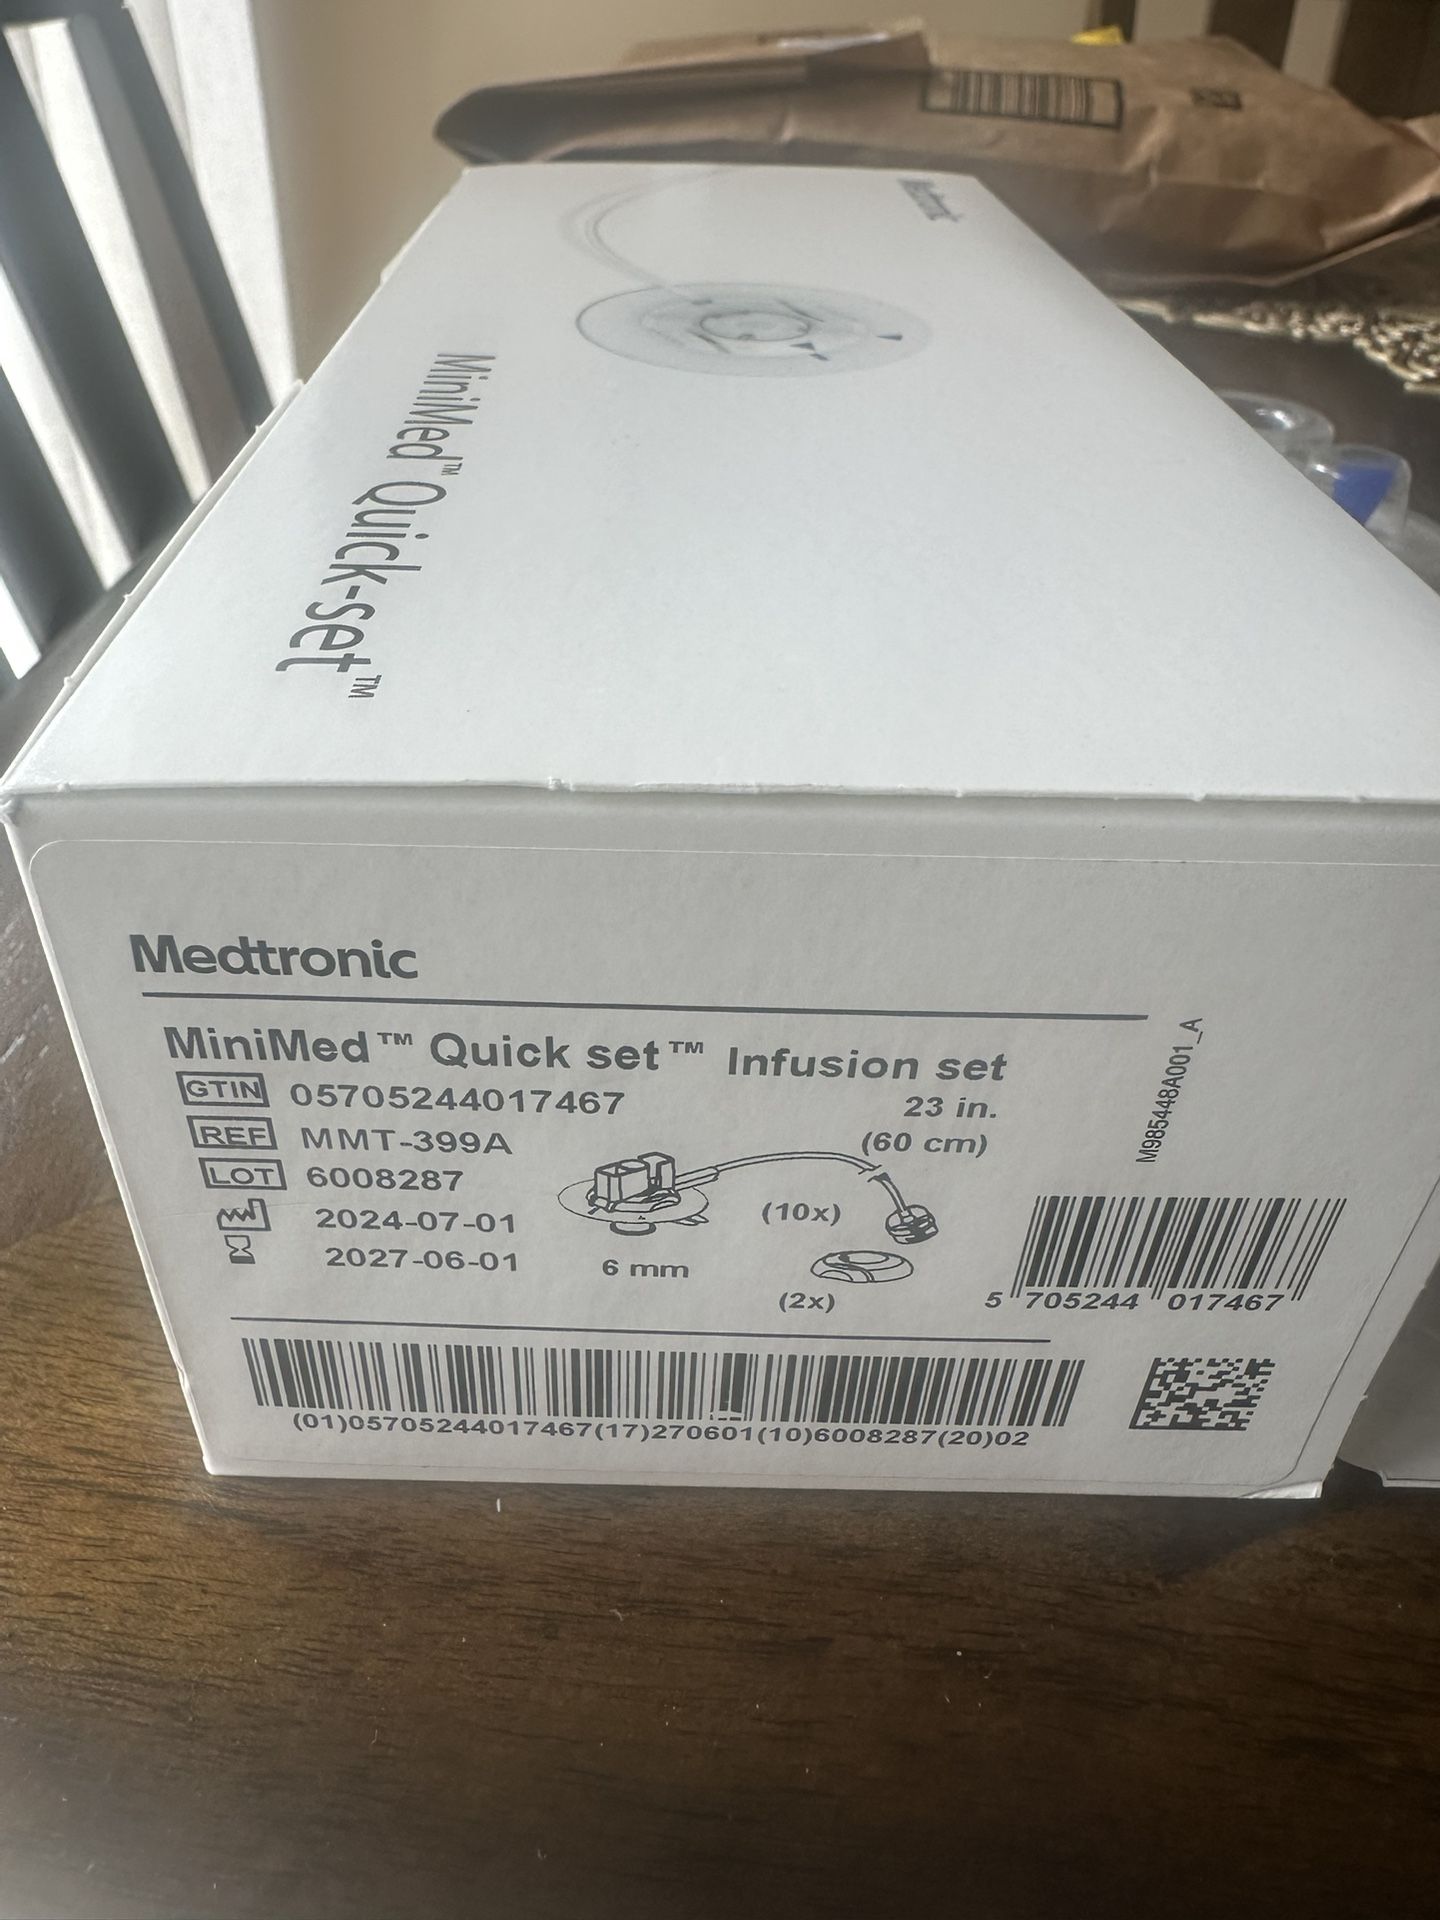 Medtronic
MiniMed™ Quick-set™
Medtronic
MiniMed™ Quick set™ Infusion set
GTIN 05705244017467
23 in.
REF MMT-399A
(60 cm)
LOT 6008287
2024-07-01
(10x)
2027-06-01
6 mm
(2x)
M985448A001_A
5 705244 017467
(01)05705244017467(17)270601(10)6008287(20)02